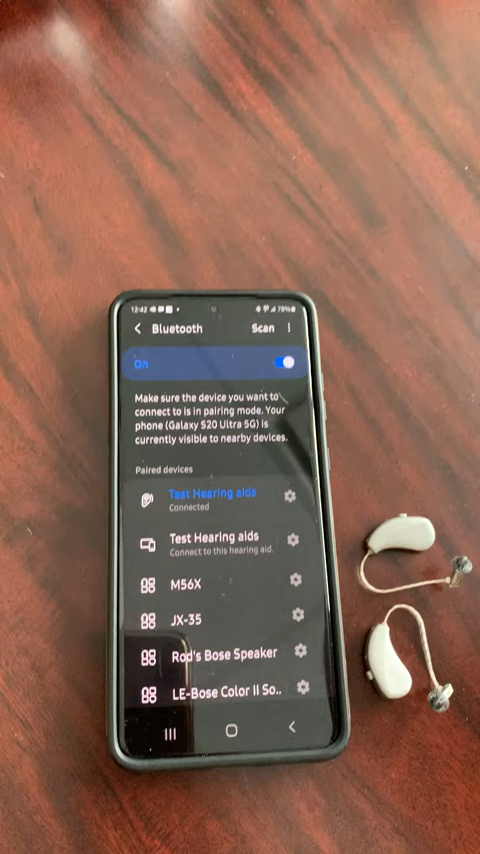 12:42
78%
Bluetooth Scan
On
Make sure the device you want to
connect to is in pairing mode. Your
phone (Galaxy S20 Ultra 5G) is
currently visible to nearby devices.
Paired devices
Test Hearing aids
Connected
Test Hearing aids
Connect to this hearing aid.
M56X
JX-35
Rod's Bose Speaker
LE-Bose Color II So..